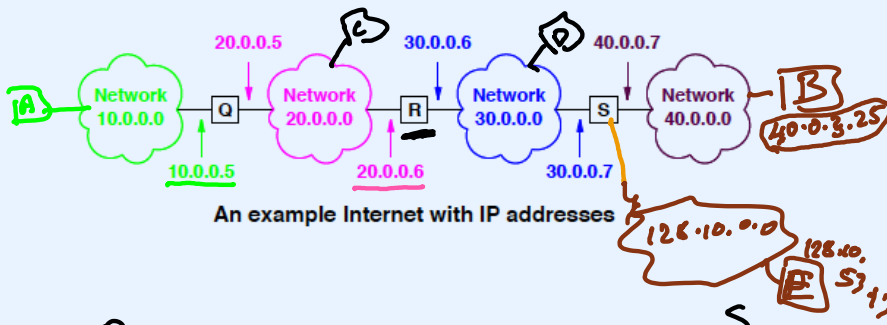 C
D
20.0.0.5
30.0.0.6
40.0.0.7
A
Network
10.0.0.0
Q
Network
20.0.0.0
R
Network
30.0.0.0
S
Network
40.0.0.0
B
40.0.3.25
10.0.0.5
20.0.0.6
30.0.0.7
An example Internet with IP addresses
128.10.0.0
128.10.
E
53
S